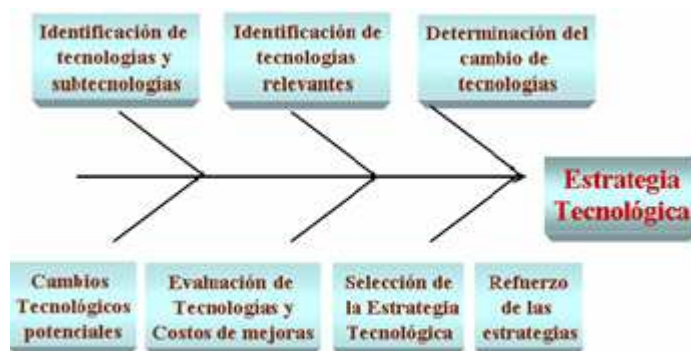 Identificación de
tecnologías y
subtecnologías
Identificación de
tecnologías
relevantes
Determinación del
cambio de
tecnologías
Estrategia
Tecnológica
Cambios
Tecnológicos
potenciales
Evaluación de
Tecnologías y
Costos de mejoras
Selección de
la Estrategia
Tecnológica
Refuerzo
de las
estrategias